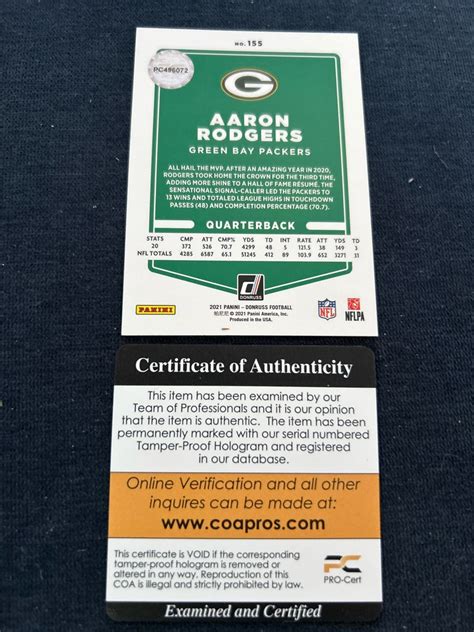 NO. 155
PC496072
G
AARON
RODGERS
GREEN BAY PACKERS
ALL HAIL THE MVP. AFTER AN AMAZING YEAR IN 2020,
RODGERS TOOK HOME THE CROWN FOR THE THIRD TIME,
ADDING MORE SHINE TO A HALL OF FAME RÉSUMÉ. THE
SENSATIONAL SIGNAL-CALLER LED THE PACKERS TO
13 WINS AND TOTALED LEAGUE HIGHS IN TOUCHDOWN
PASSES (48) AND COMPLETION PERCENTAGE (70.7).
QUARTERBACK
STATS CMP ATT CMP% YDS TD INT S RATE ATT YDS TD
20 372 526 70.7 4299 48 5 121.5 38 149 3
NFL TOTALS 4285 6587 65.1 51245 412 89 103.9 667 3271 31
D
DONRUSS
PANINI
2021 PANINI – DONRUSS FOOTBALL
帕尼尼 © 2021 Panini America, Inc.
Produced in the USA.
NFL
NFLPA
Certificate of Authenticity
This item has been examined by our
Team of Professionals and it is our opinion
that the item is authentic. The item has been
permanently marked with our serial numbered
Tamper-Proof Hologram and registered
in our database.
Online Verification and all other
inquires can be made at:
www.coapros.com
This certificate is VOID if the corresponding
tamper-proof hologram is removed or
altered in any way. Reproduction of this
COA is illegal and strictly prohibited by law.
PC
PRO-Cert
Examined and Certified